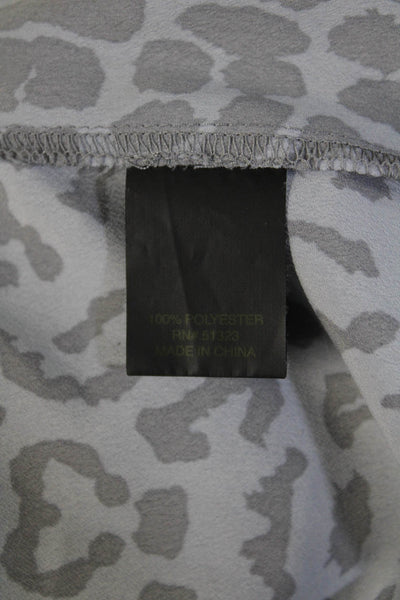 100% POLYESTER
RN# 51323
MADE IN CHINA